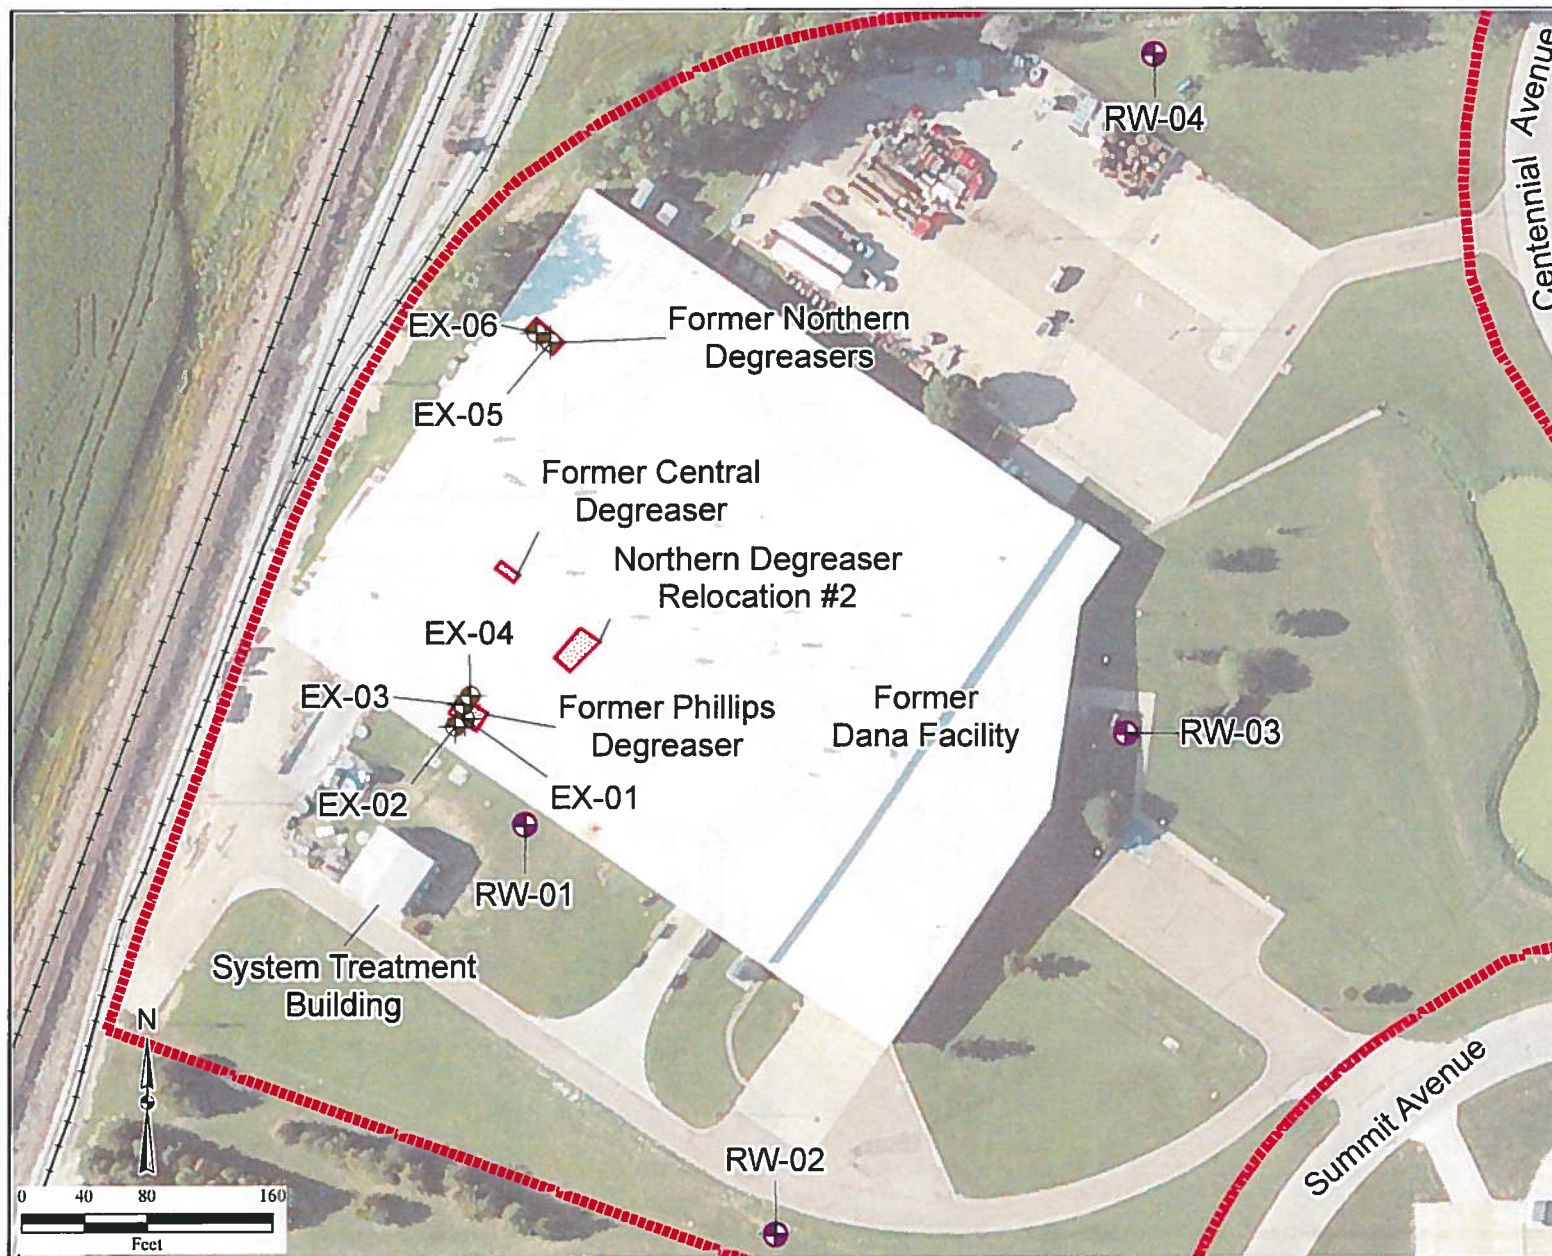 RW-04
Centennial Avenue
EX-06
Former Northern
Degreasers
EX-05
Former Central
Degreaser
Northern Degreaser
Relocation #2
EX-04
EX-03
Former Phillips
Degreaser
Former
Dana Facility
RW-03
EX-02
EX-01
RW-01
System Treatment
Building
N
RW-02
Summit Avenue
0 40 80 160
Feet